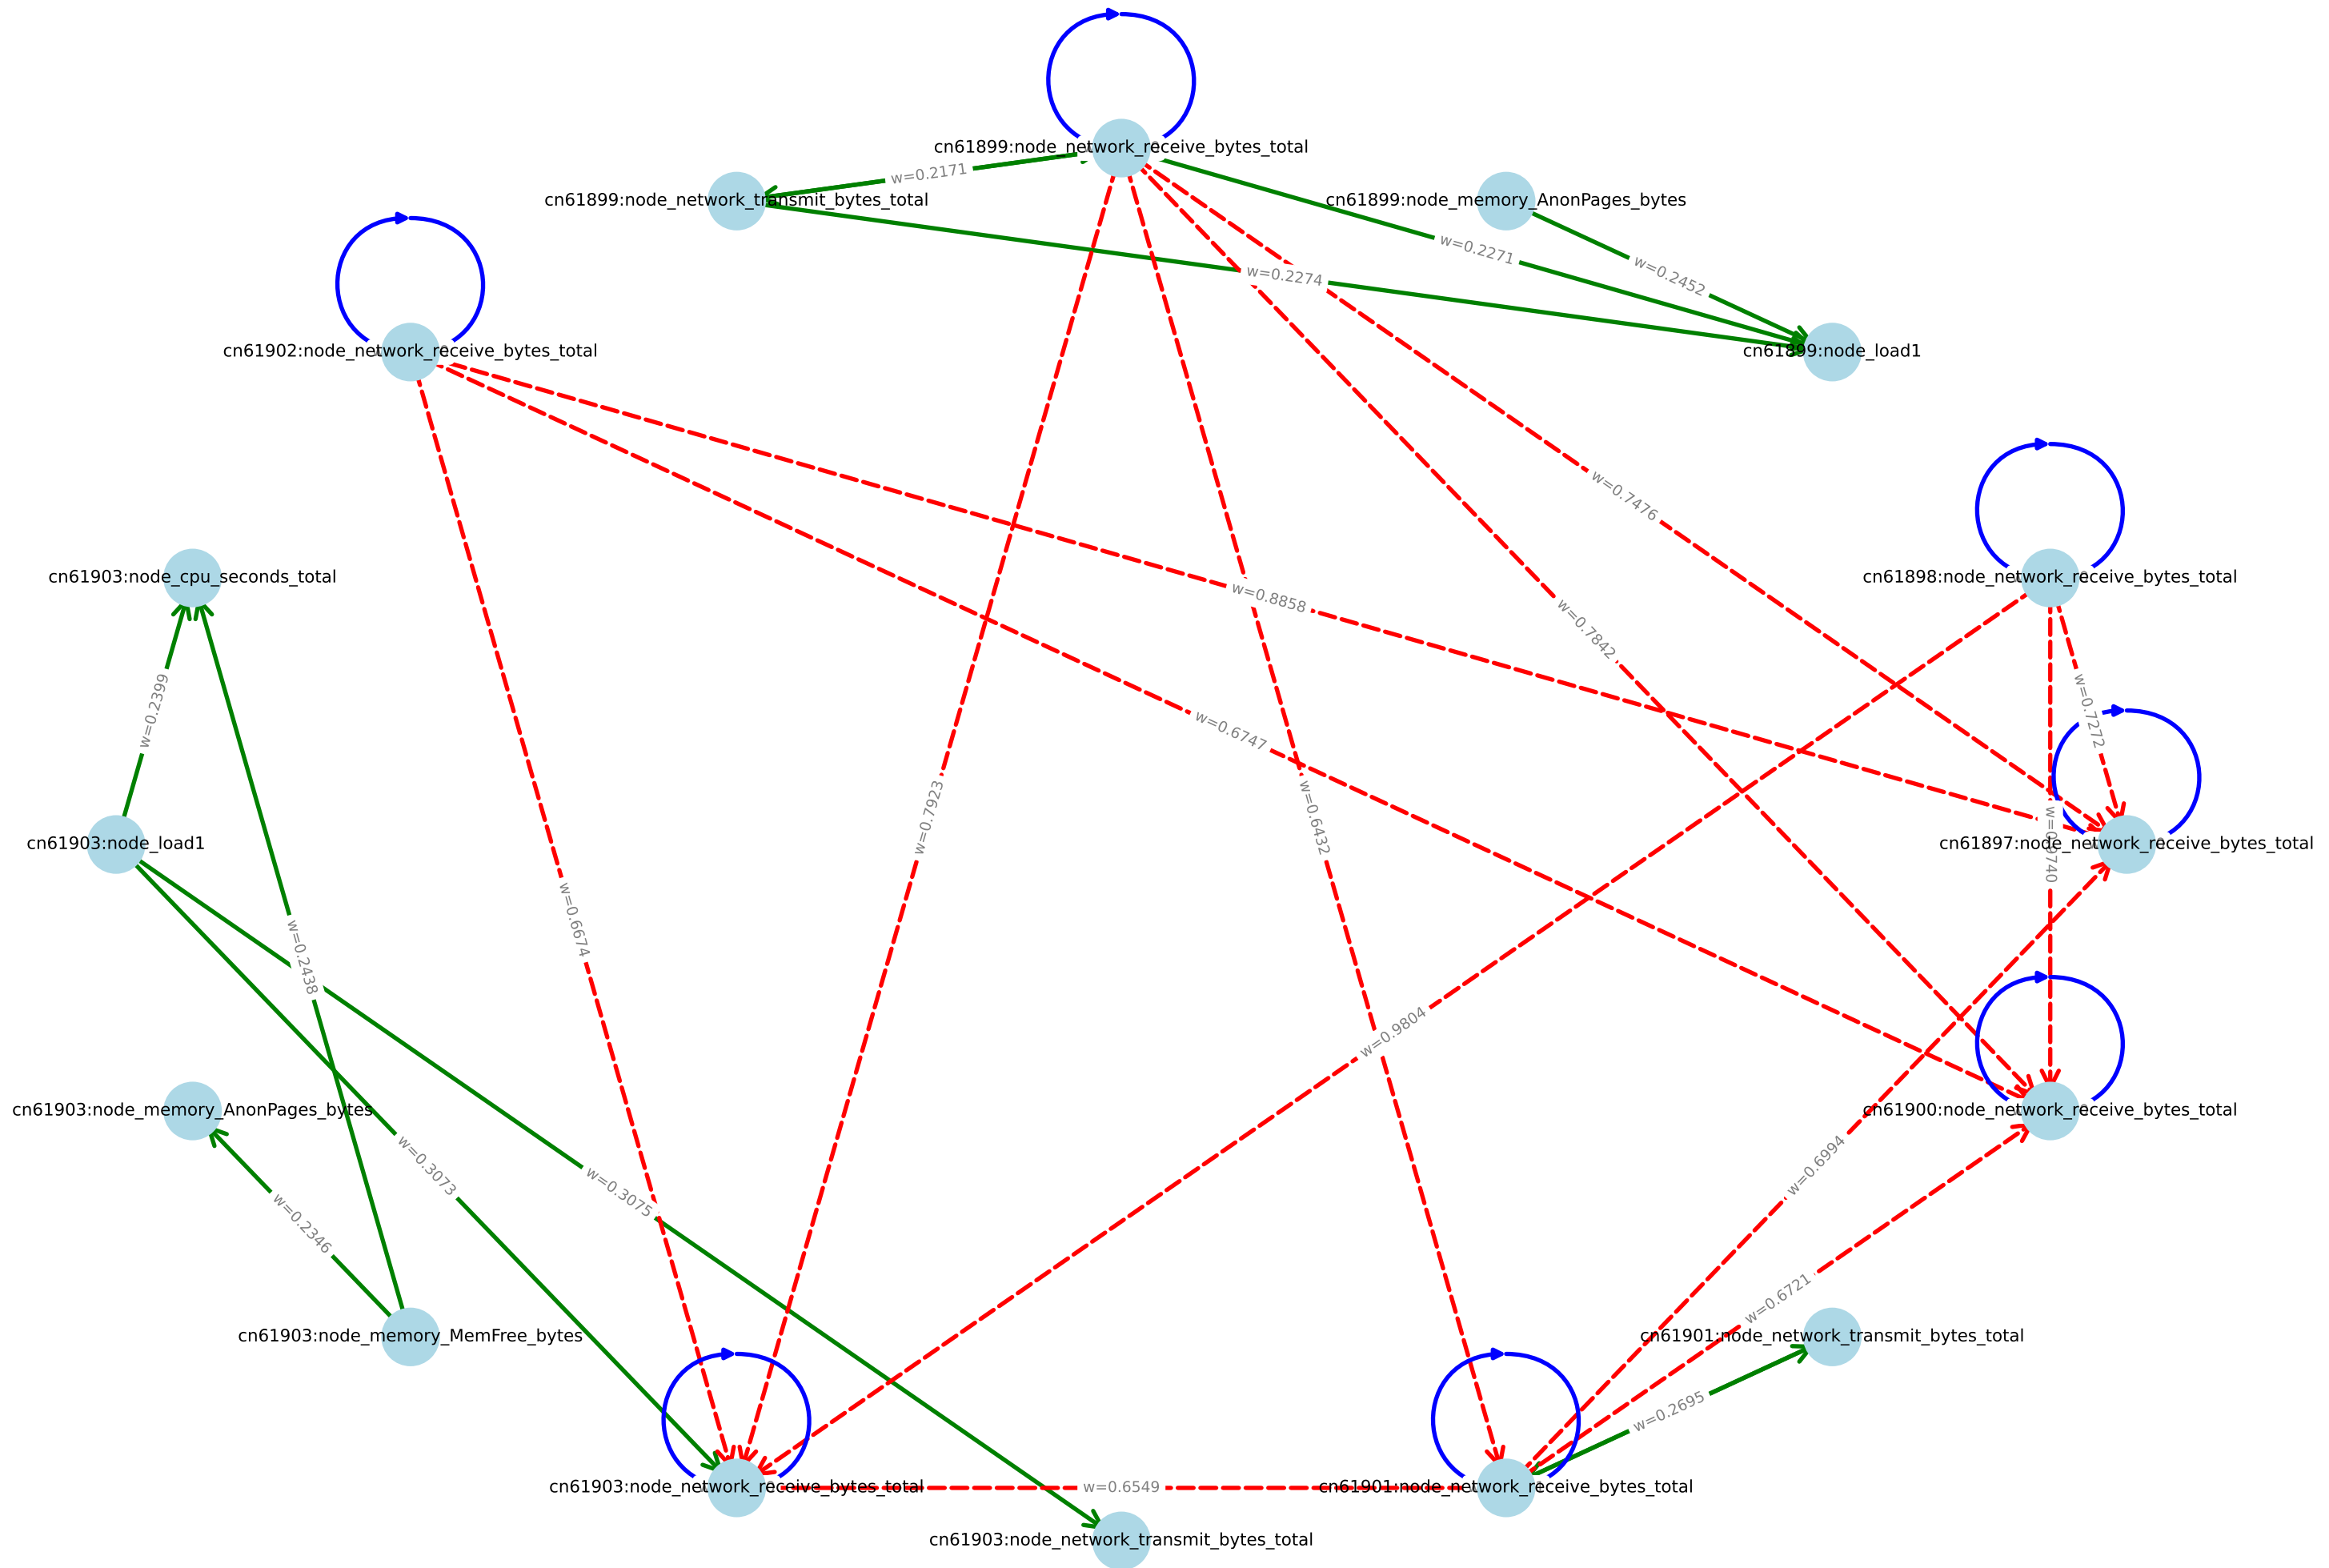 cn61899:node_network_receive_bytes_total
w=0.2171
cn61899:node_network_transmit_bytes_total
cn61899:node_memory_AnonPages_bytes
w=0.2271
w=0.2274
w=0.2452
cn61902:node_network_receive_bytes_total
cn61899:node_load1
w=0.7476
cn61903:node_cpu_seconds_total
cn61898:node_network_receive_bytes_total
w=0.8858
w=0.7842
w=0.2399
w=0.7272
w=0.6747
w=0.7923
w=0.6432
cn61903:node_load1
cn61897:node_network_receive_bytes_total
w=0.6674
w=0.2438
w=0.9804
cn61903:node_memory_AnonPages_bytes
cn61900:node_network_receive_bytes_total
w=0.3073
w=0.6994
w=0.3075
w=0.2346
w=0.6721
cn61903:node_memory_MemFree_bytes
cn61901:node_network_transmit_bytes_total
w=0.2695
cn61903:node_network_receive_bytes_total
w=0.6549
cn61901:node_network_receive_bytes_total
cn61903:node_network_transmit_bytes_total